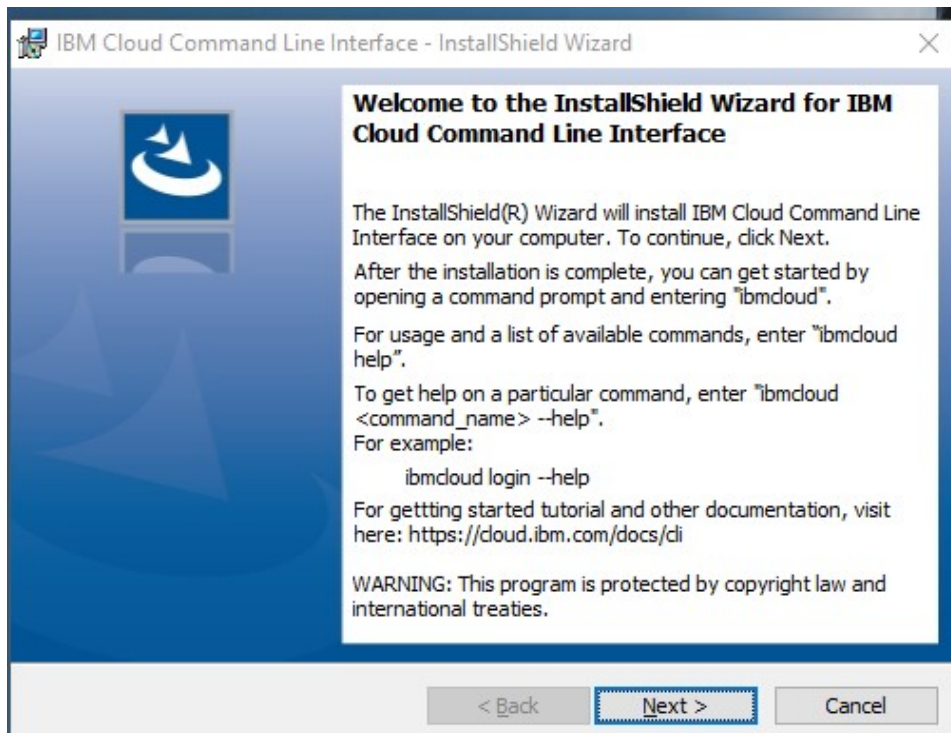 IBM Cloud Command Line Interface - InstallShield Wizard
Welcome to the InstallShield Wizard for IBM
Cloud Command Line Interface
The InstallShield(R) Wizard will install IBM Cloud Command Line
Interface on your computer. To continue, click Next.
After the installation is complete, you can get started by
opening a command prompt and entering "ibmcloud".
For usage and a list of available commands, enter “ibmcloud
help”.
To get help on a particular command, enter "ibmcloud
<command_name> --help".
For example:
ibmcloud login --help
For gettting started tutorial and other documentation, visit
here: https://cloud.ibm.com/docs/cli
WARNING: This program is protected by copyright law and
international treaties.
< Back Next > Cancel